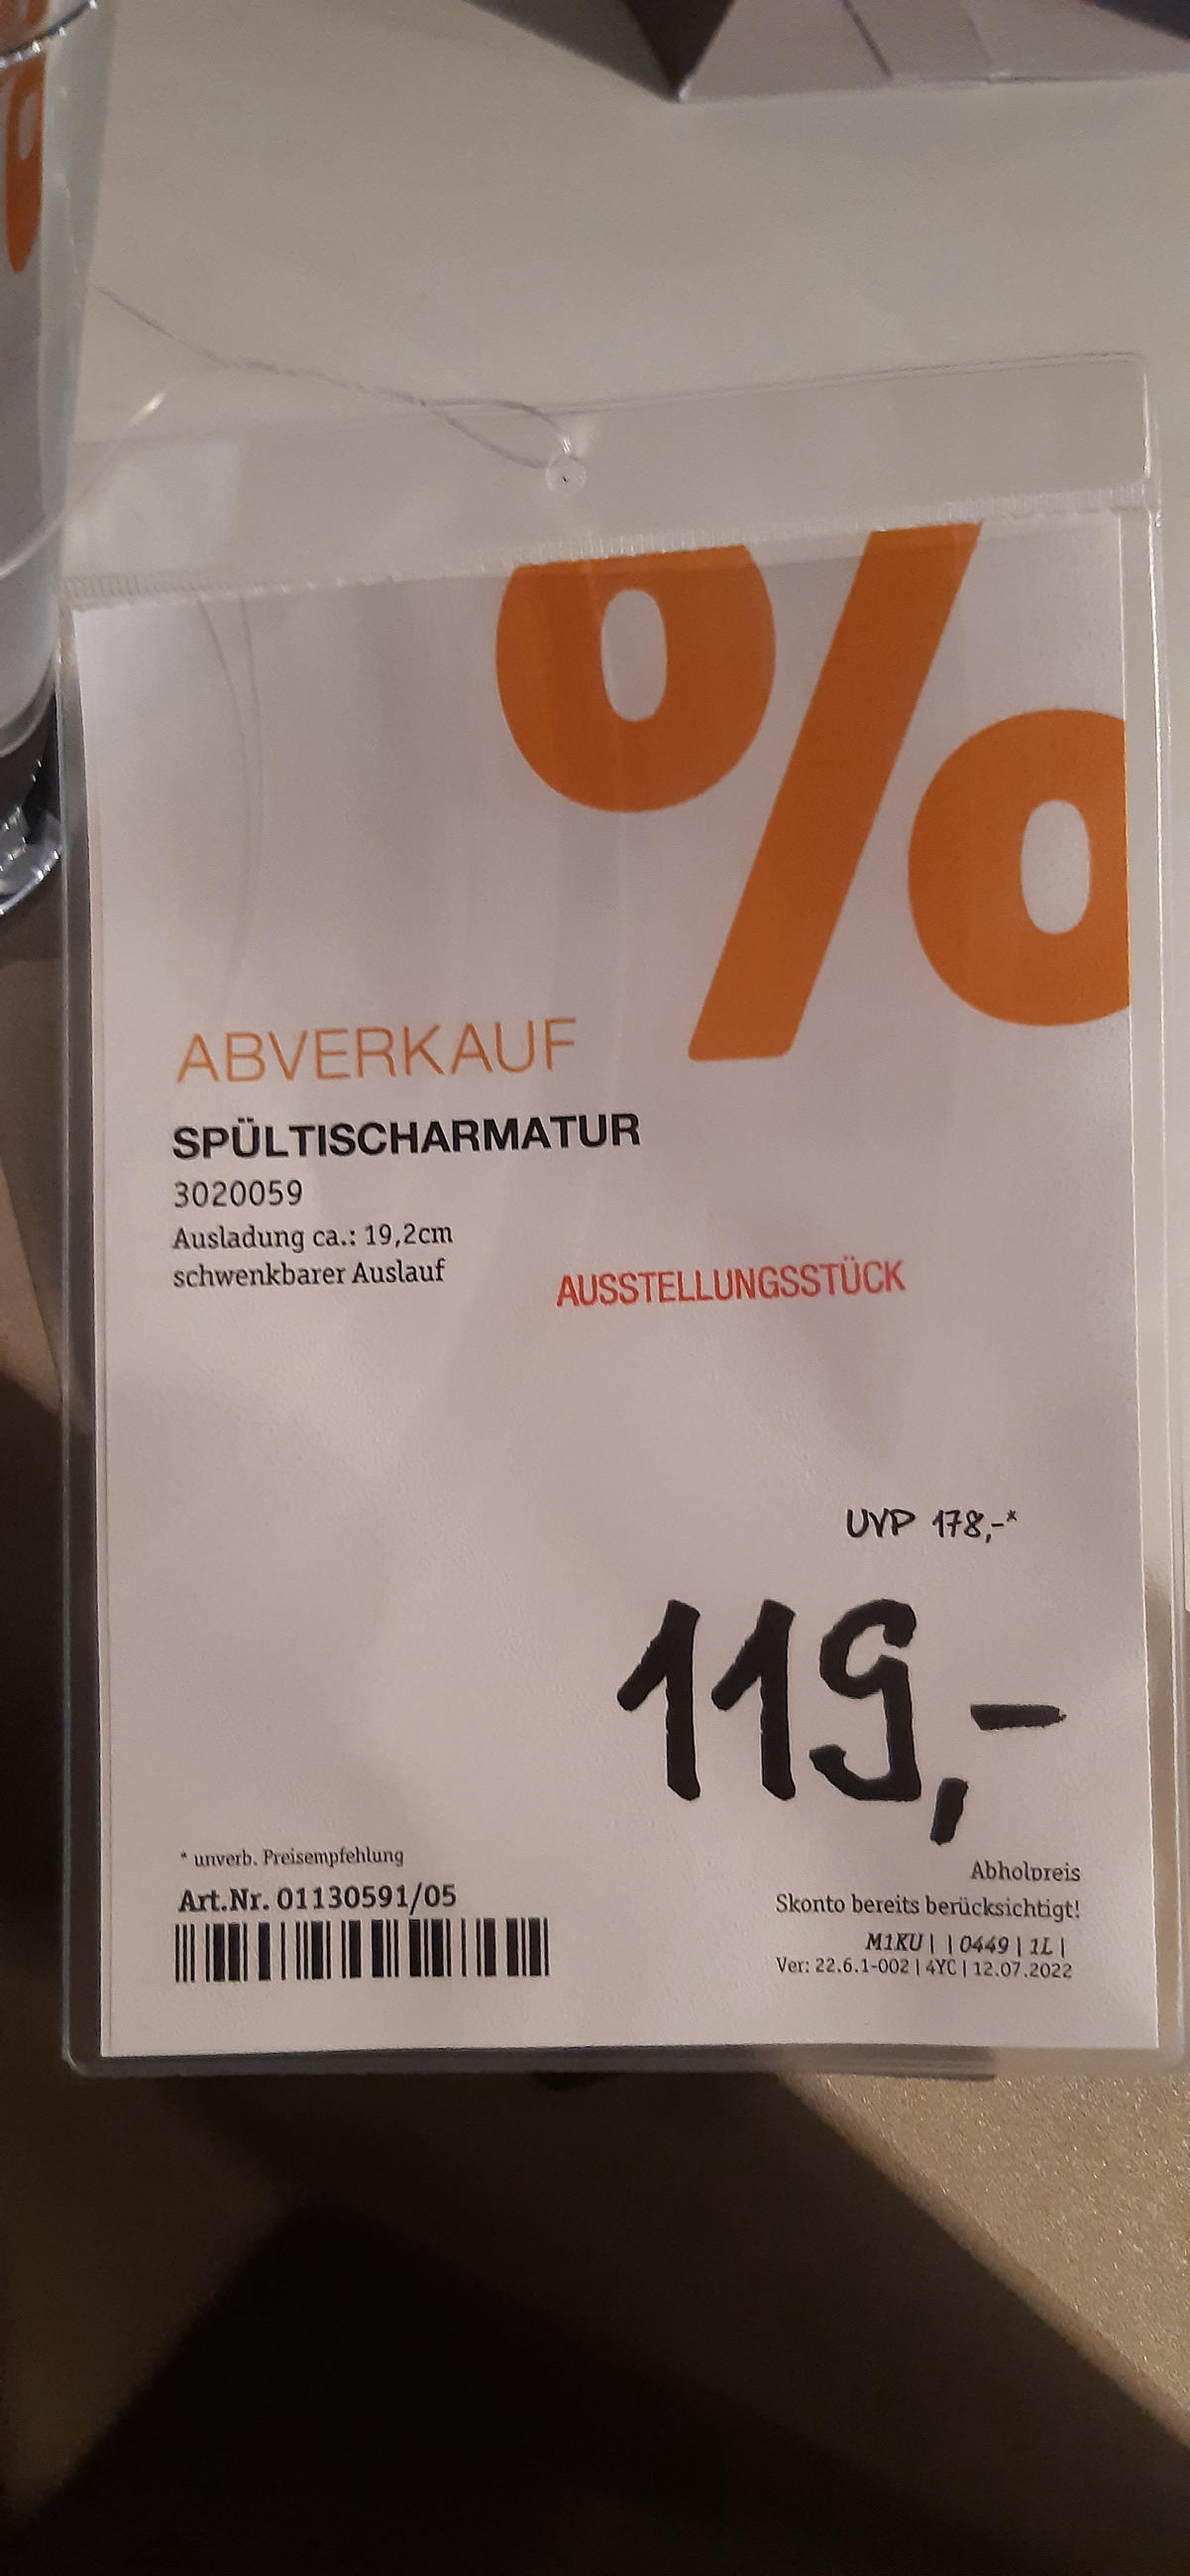 %
ABVERKAUF
SPÜLTISCHARMATUR
3020059
Ausladung ca.: 19,2cm
schwenkbarer Auslauf
AUSSTELLUNGSSTÜCK
UVP 178,-*
119,-
* unverb. Preisempfehlung
Abholpreis
Art.Nr. 01130591/05
Skonto bereits berücksichtigt!
M1KU | | 0449 | 1L |
Ver: 22.6.1-002 | 4YC | 12.07.2022